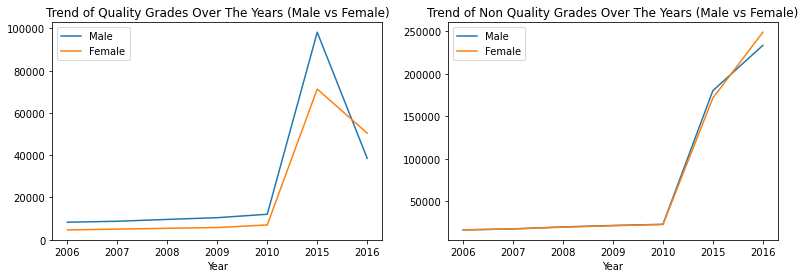 Trend of Quality Grades Over The Years (Male vs Female)
Male
Female
100000
80000
60000
40000
20000
0
2006 2007 2008 2009 2010 2015 2016
Year
Trend of Non Quality Grades Over The Years (Male vs Female)
Male
Female
250000
200000
150000
100000
50000
2006 2007 2008 2009 2010 2015 2016
Year